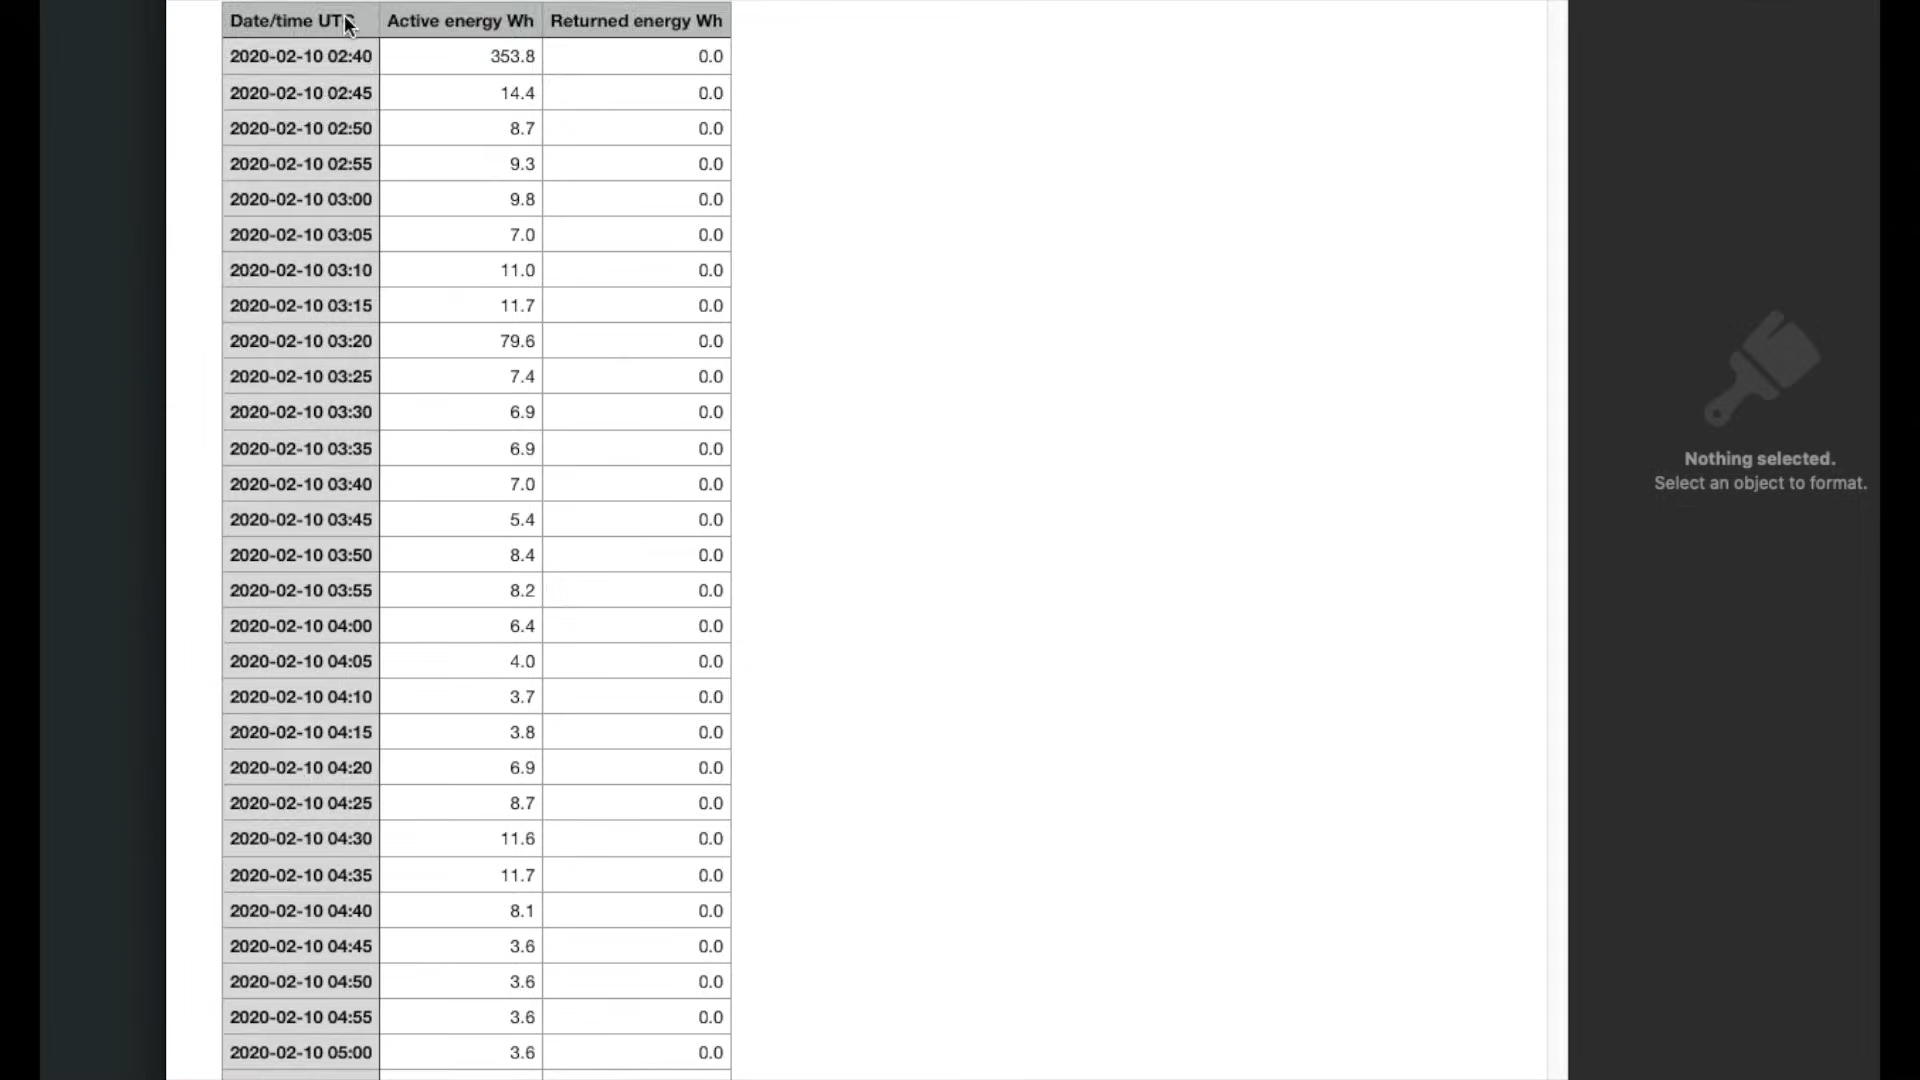 Date/time UTC Active energy Wh Returned energy Wh
2020-02-10 02:40 353.8 0.0
2020-02-10 02:45 14.4 0.0
2020-02-10 02:50 8.7 0.0
2020-02-10 02:55 9.3 0.0
2020-02-10 03:00 9.8 0.0
2020-02-10 03:05 7.0 0.0
2020-02-10 03:10 11.0 0.0
2020-02-10 03:15 11.7 0.0
2020-02-10 03:20 79.6 0.0
2020-02-10 03:25 7.4 0.0
2020-02-10 03:30 6.9 0.0
2020-02-10 03:35 6.9 0.0
2020-02-10 03:40 7.0 0.0
2020-02-10 03:45 5.4 0.0
2020-02-10 03:50 8.4 0.0
2020-02-10 03:55 8.2 0.0
2020-02-10 04:00 6.4 0.0
2020-02-10 04:05 4.0 0.0
2020-02-10 04:10 3.7 0.0
2020-02-10 04:15 3.8 0.0
2020-02-10 04:20 6.9 0.0
2020-02-10 04:25 8.7 0.0
2020-02-10 04:30 11.6 0.0
2020-02-10 04:35 11.7 0.0
2020-02-10 04:40 8.1 0.0
2020-02-10 04:45 3.6 0.0
2020-02-10 04:50 3.6 0.0
2020-02-10 04:55 3.6 0.0
2020-02-10 05:00 3.6 0.0
Nothing selected.
Select an object to format.